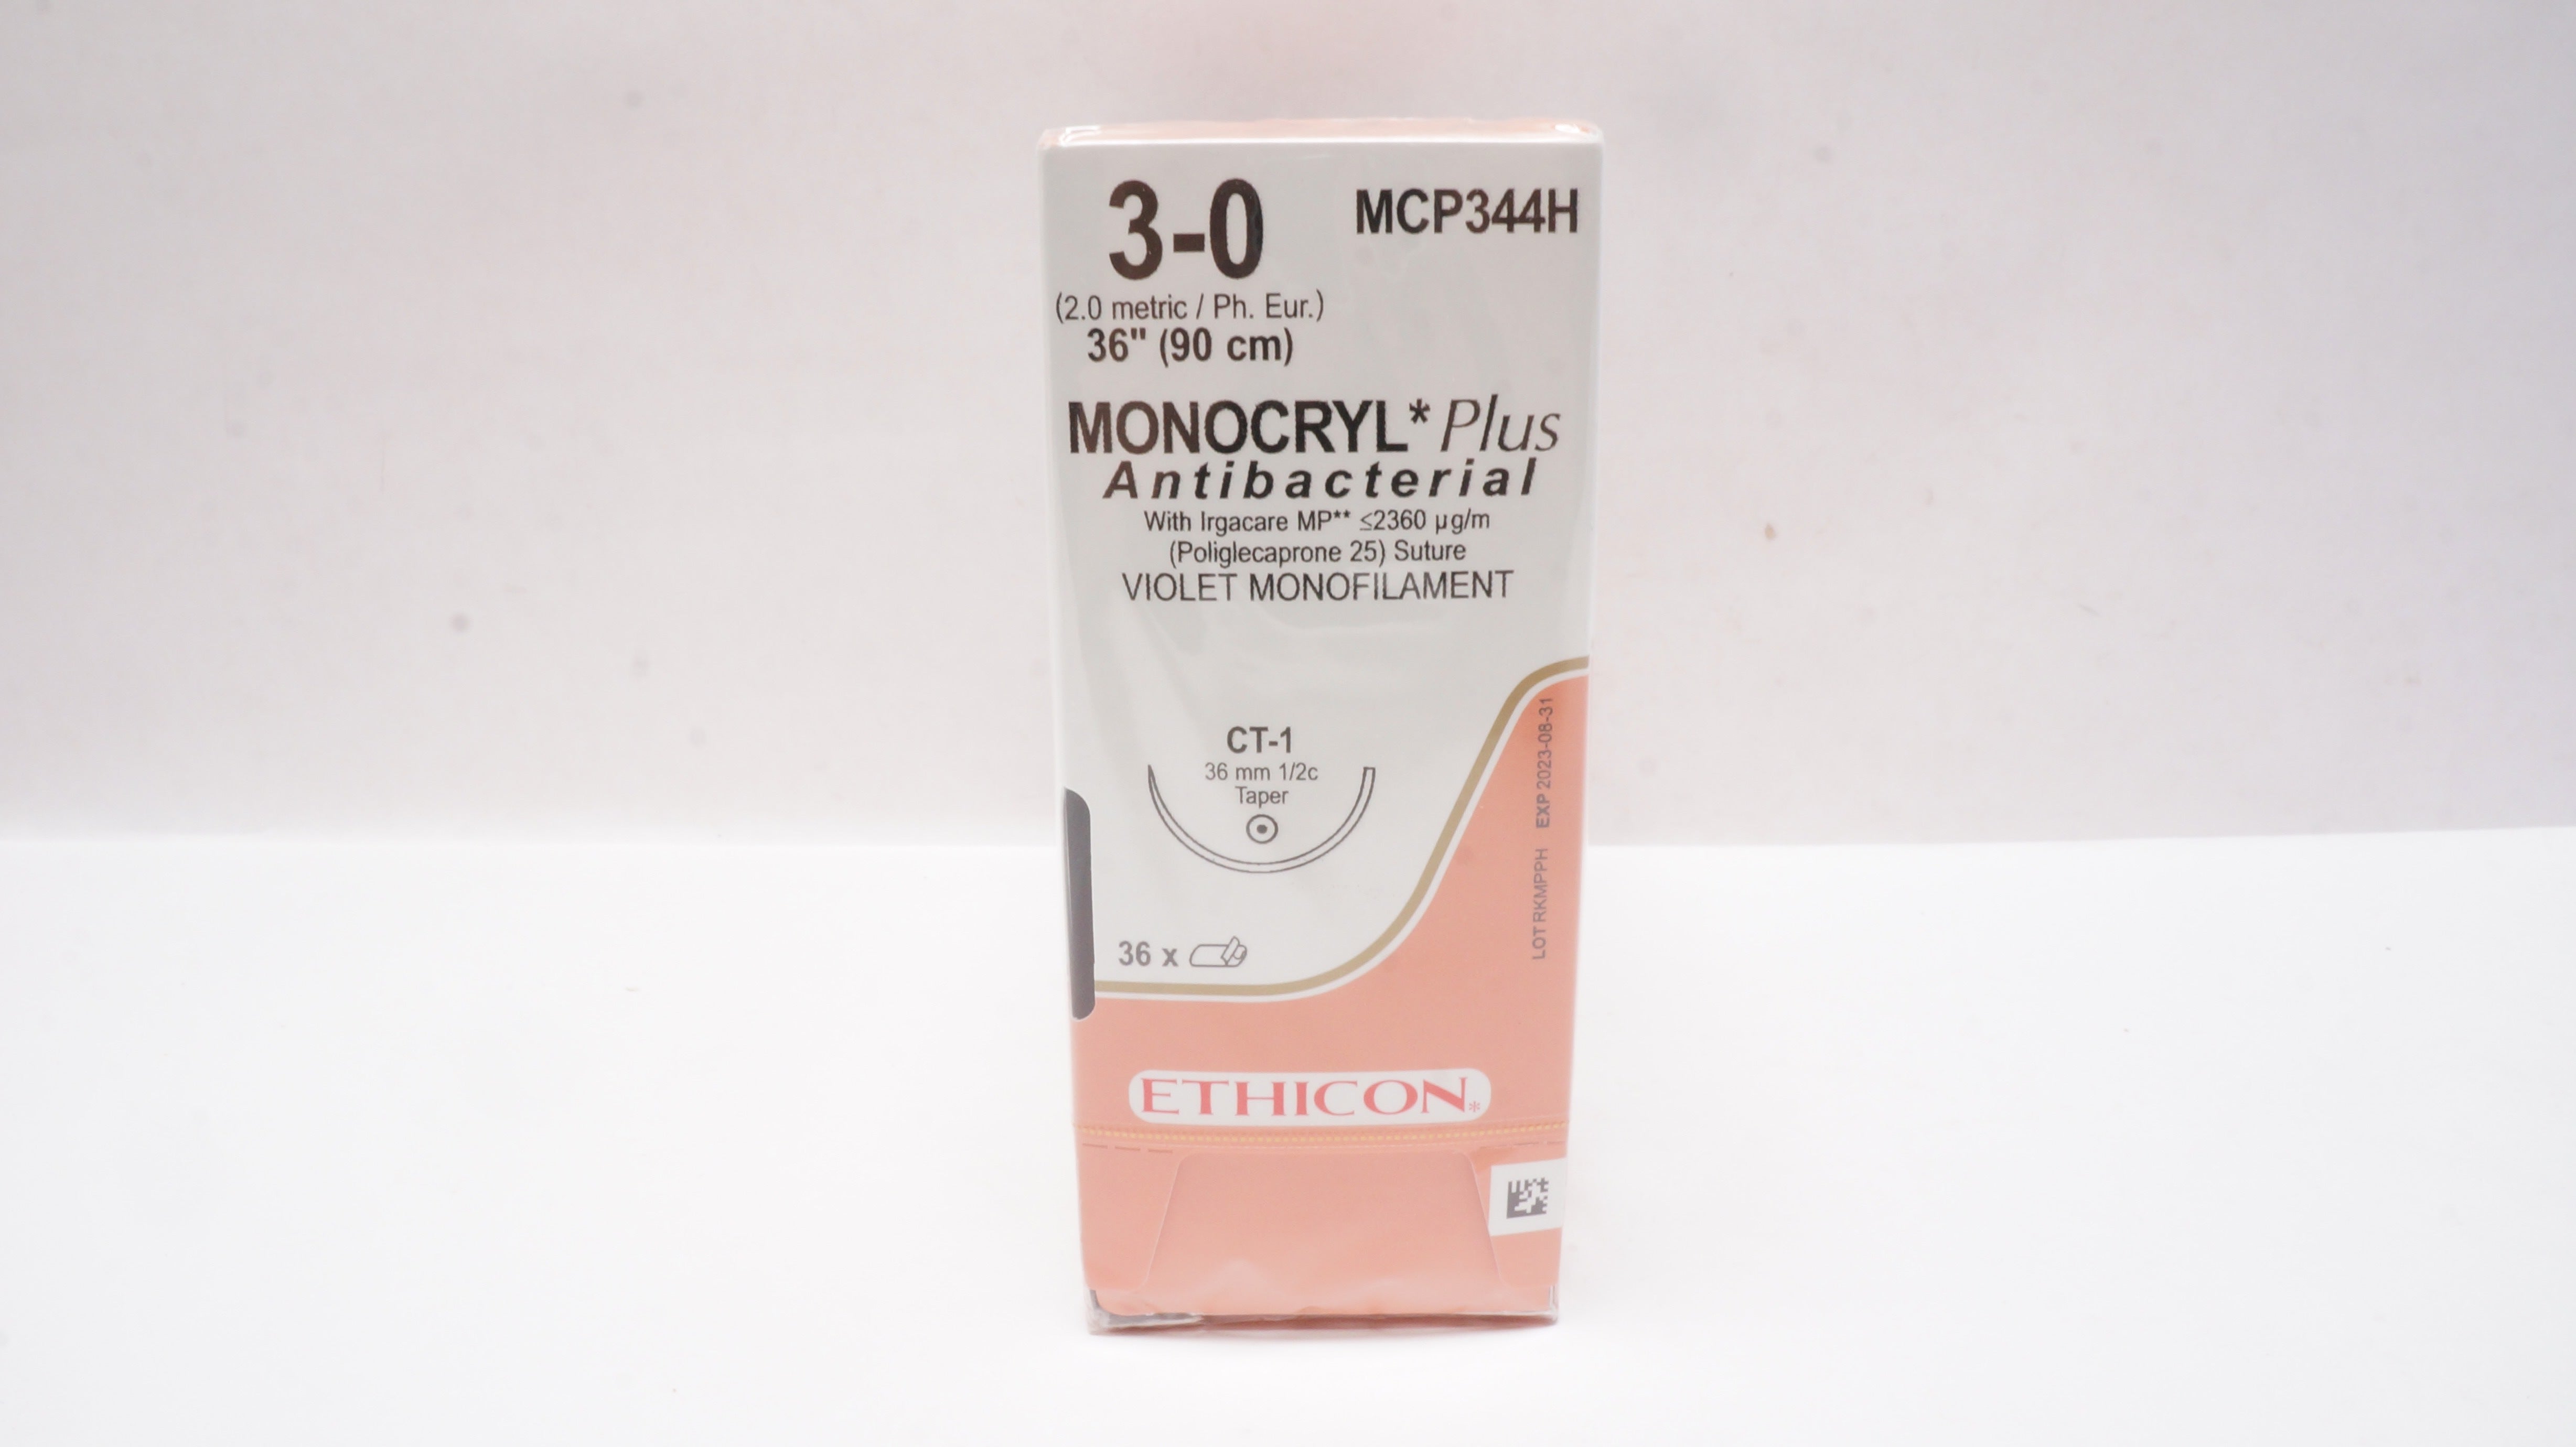 3-0
MCP344H
(2.0 metric / Ph. Eur.)
36" (90 cm)
MONOCRYL* Plus
Antibacterial
With Irgacare MP** ≤2360 µg/m
(Poliglecaprone 25) Suture
VIOLET MONOFILAMENT
CT-1
36 mm 1/2c
Taper
36 x
LOT RKMPPH EXP 2023-08-31
ETHICON*